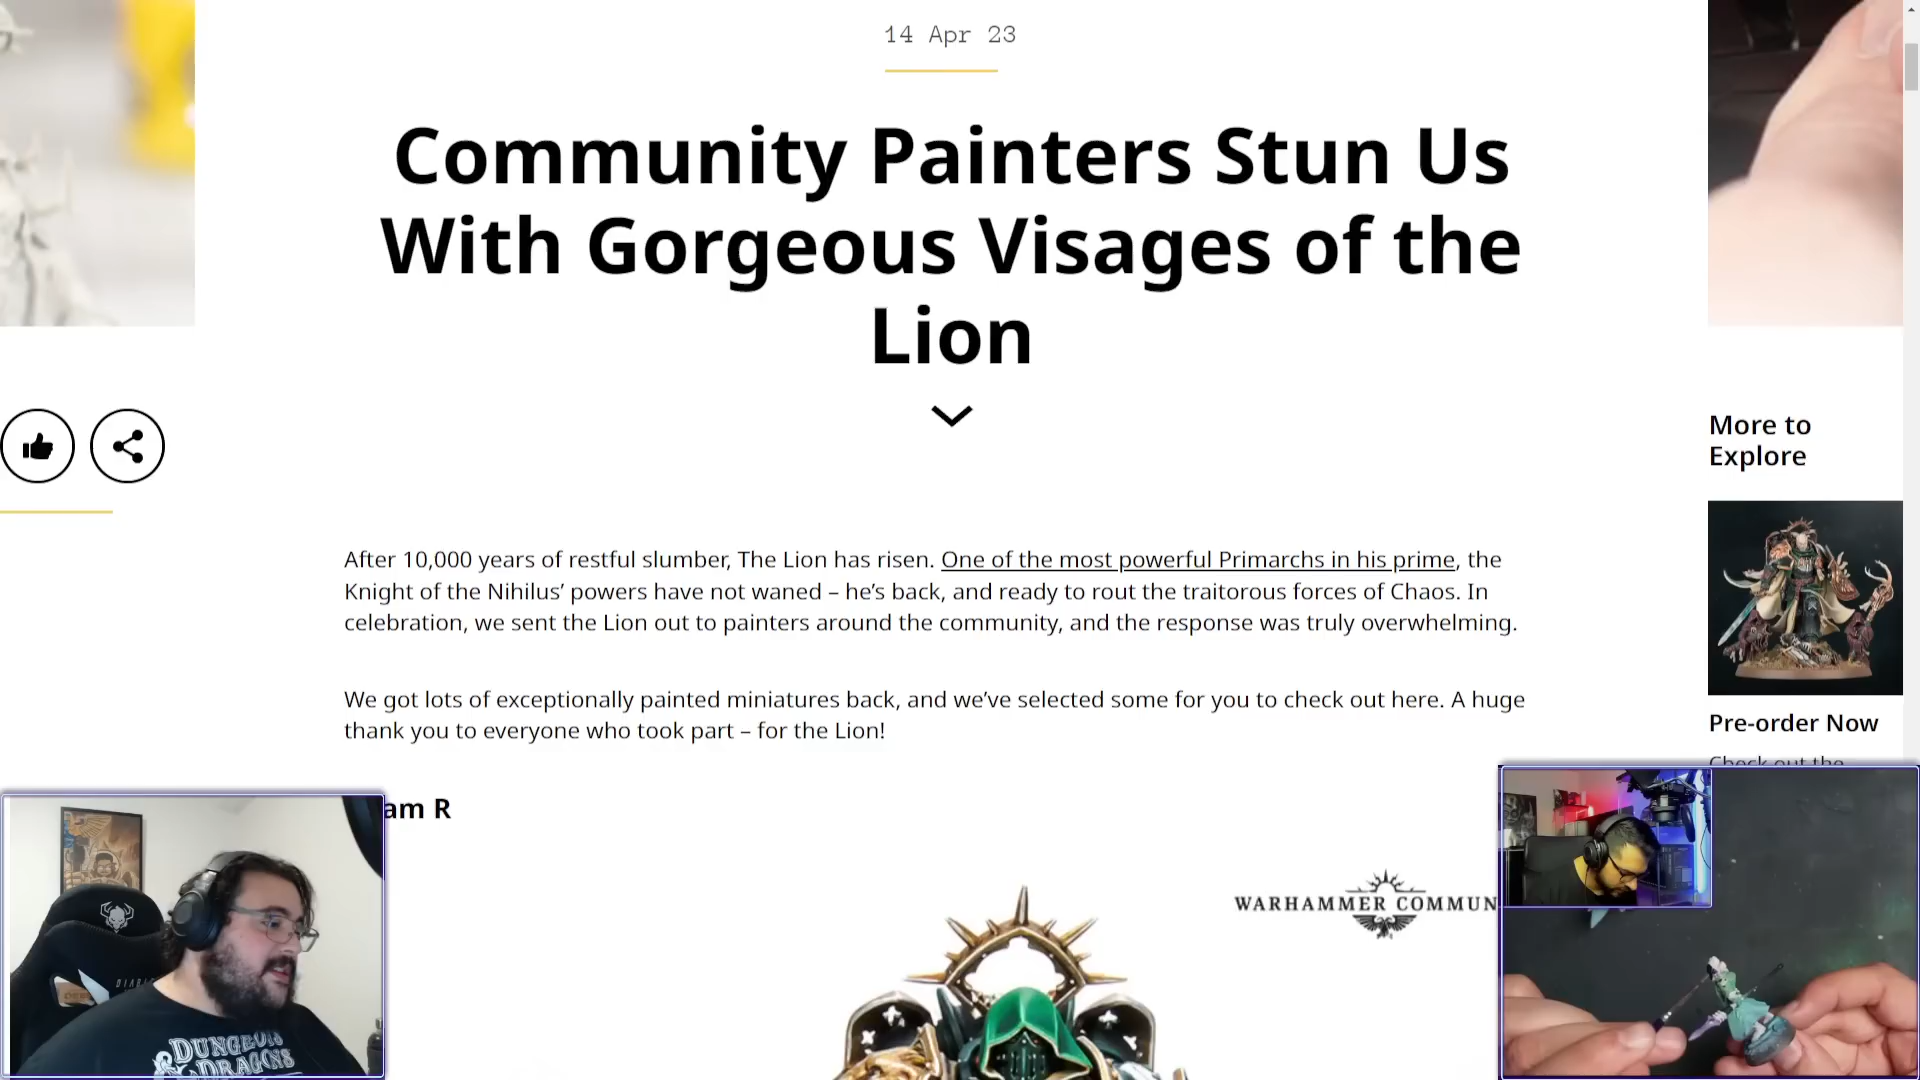 14 Apr 23
Community Painters Stun Us
With Gorgeous Visages of the
Lion
After 10,000 years of restful slumber, The Lion has risen. One of the most powerful Primarchs in his prime, the
Knight of the Nihilus’ powers have not waned – he’s back, and ready to rout the traitorous forces of Chaos. In
celebration, we sent the Lion out to painters around the community, and the response was truly overwhelming.
We got lots of exceptionally painted miniatures back, and we’ve selected some for you to check out here. A huge
thank you to everyone who took part – for the Lion!
am R
WARHAMMER COMMUN
More to
Explore
Pre-order Now
Check out the
DUNGEONS
& DRAGONS